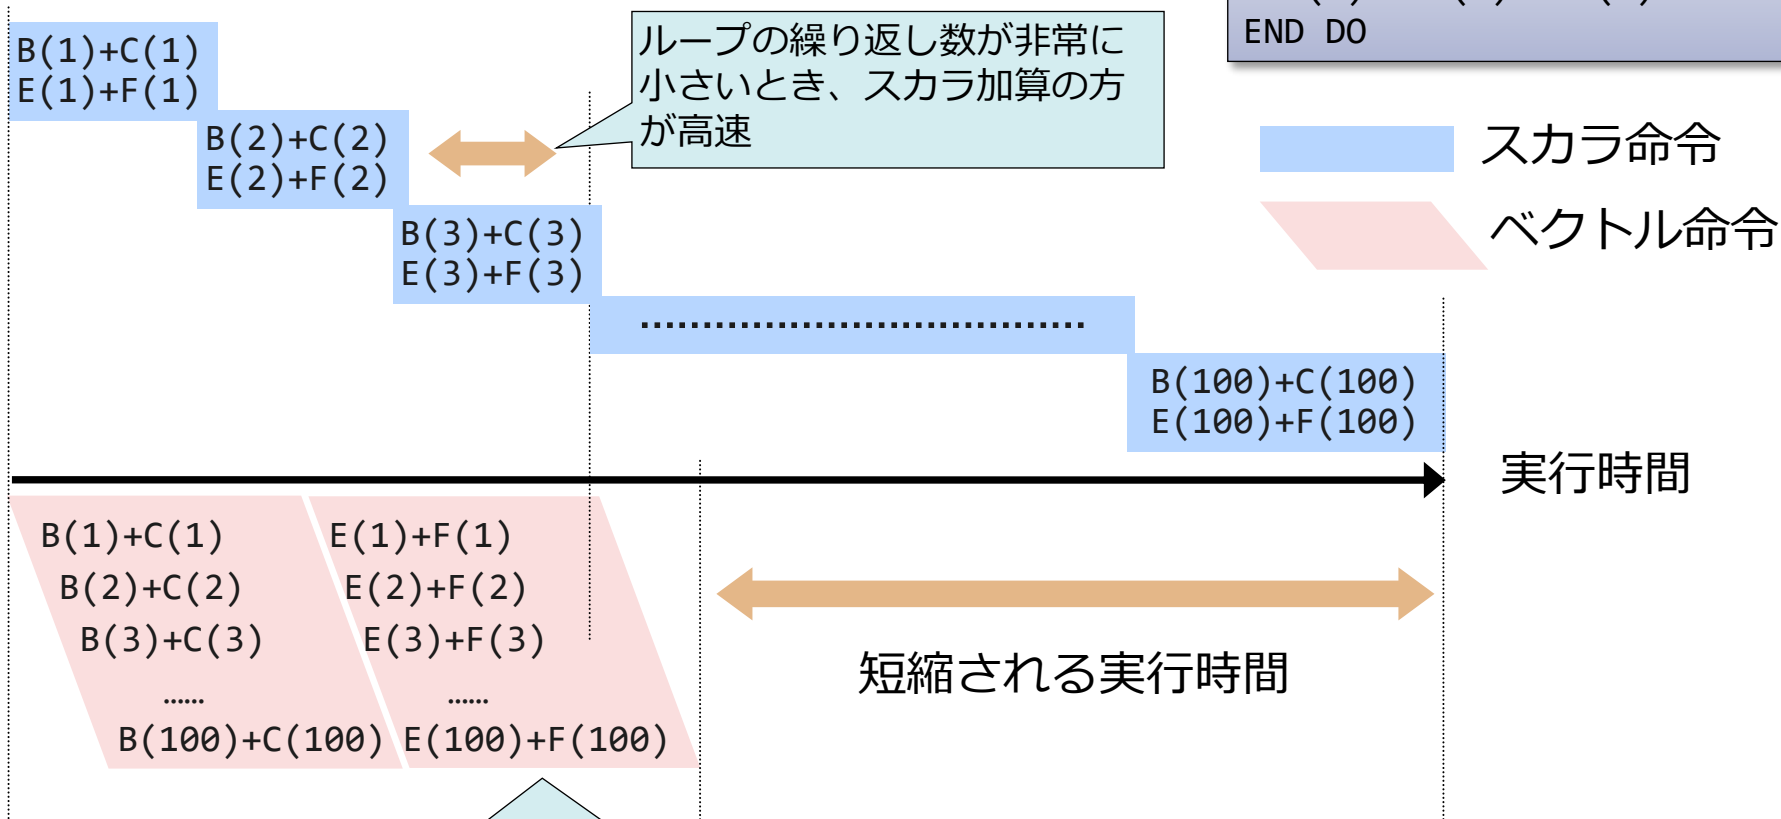 END DO
B(1)+C(1)
E(1)+F(1)
B(2)+C(2)
E(2)+F(2)
B(3)+C(3)
E(3)+F(3)
ループの繰り返し数が非常に
小さいとき、スカラ加算の方
が高速
スカラ命令
ベクトル命令
....................................
B(100)+C(100)
E(100)+F(100)
実行時間
B(1)+C(1)
B(2)+C(2)
B(3)+C(3)
......
B(100)+C(100)
E(1)+F(1)
E(2)+F(2)
E(3)+F(3)
......
E(100)+F(100)
短縮される実行時間